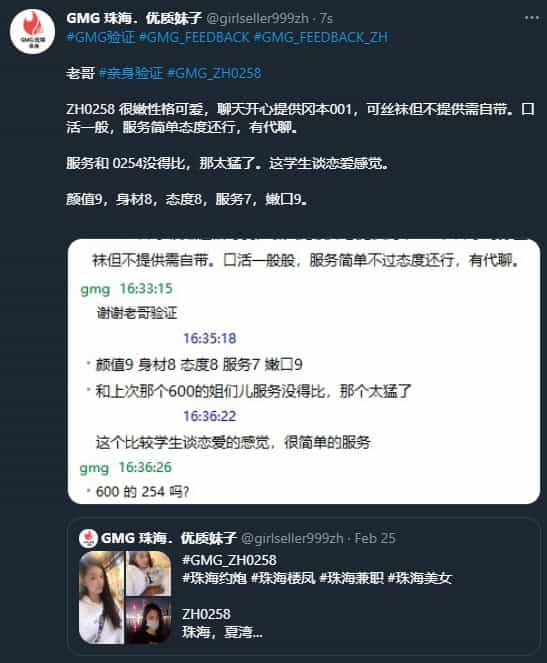 GMG 珠海．优质妹子 @girlseller999zh · 7s
#GMG验证 #GMG_FEEDBACK #GMG_FEEDBACK_ZH
老哥 #亲身验证 #GMG_ZH0258
ZH0258 很嫩性格可爱，聊天开心提供冈本001，可丝袜但不提供需自带。口
活一般，服务简单态度还行，有代聊。
服务和 0254没得比，那太猛了。这学生谈恋爱感觉。
颜值9，身材8，态度8，服务7，嫩口9。
袜但不提供需自带。口活一般般，服务简单不过态度还行，有代聊。
gmg 16:33:15
谢谢老哥验证
16:35:18
颜值9 身材8 态度8 服务7 嫩口9
和上次那个600的姐们儿服务没得比，那个太猛了
16:36:22
这个比较学生谈恋爱的感觉，很简单的服务
gmg 16:36:26
600 的 254 吗?
GMG 珠海．优质妹子 @girlseller999zh · Feb 25
#GMG_ZH0258
#珠海约炮 #珠海楼凤 #珠海兼职 #珠海美女
ZH0258
珠海，夏湾...